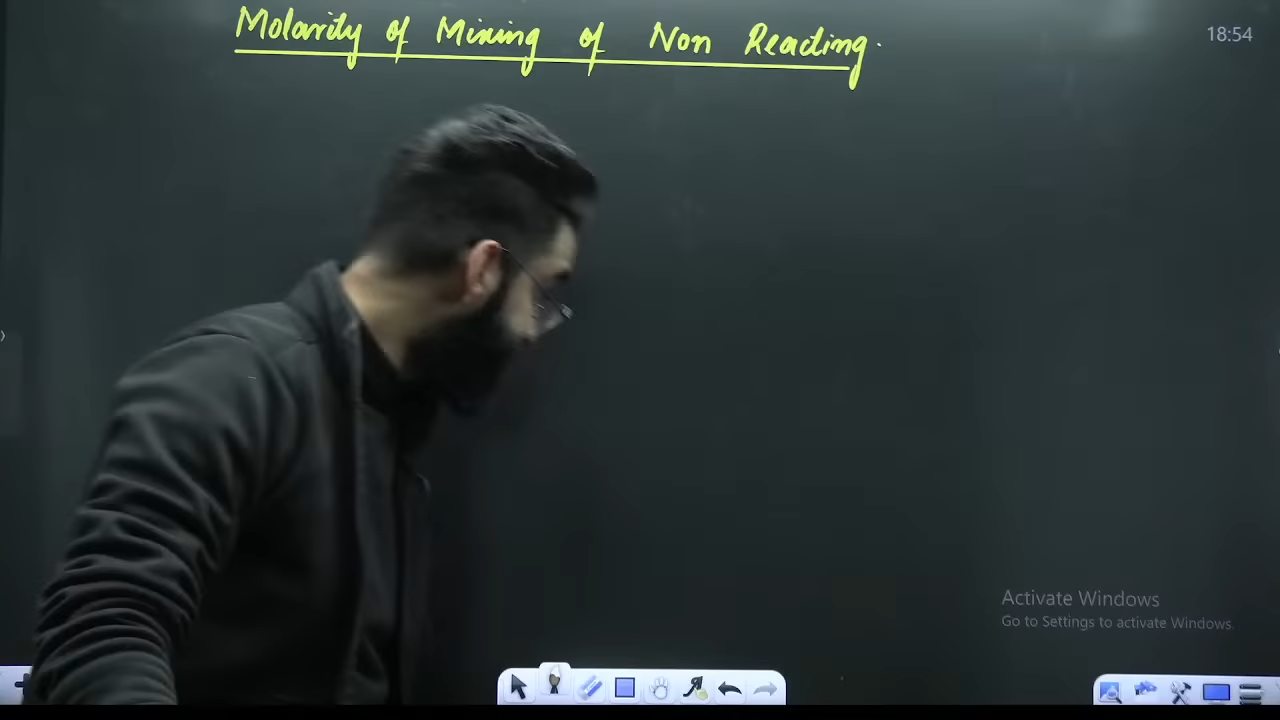 Molarity of Mixing of Non Reacting.
18:54
Activate Windows
Go to Settings to activate Windows.